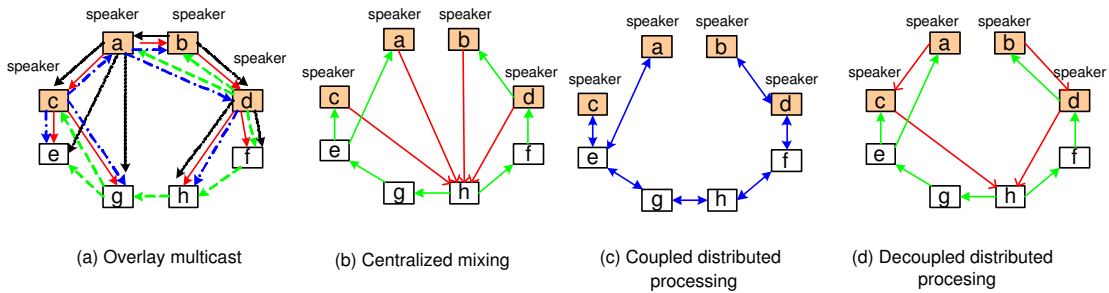 speaker
speaker
a
b
speaker
speaker
c
d
e
f
g
h
(a) Overlay multicast
speaker
speaker
a
b
speaker
speaker
c
d
e
f
g
h
(b) Centralized mixing
speaker
speaker
a
b
speaker
speaker
c
d
e
f
g
h
(c) Coupled distributed
processing
speaker
speaker
a
b
speaker
speaker
c
d
e
f
g
h
(d) Decoupled distributed
procesing